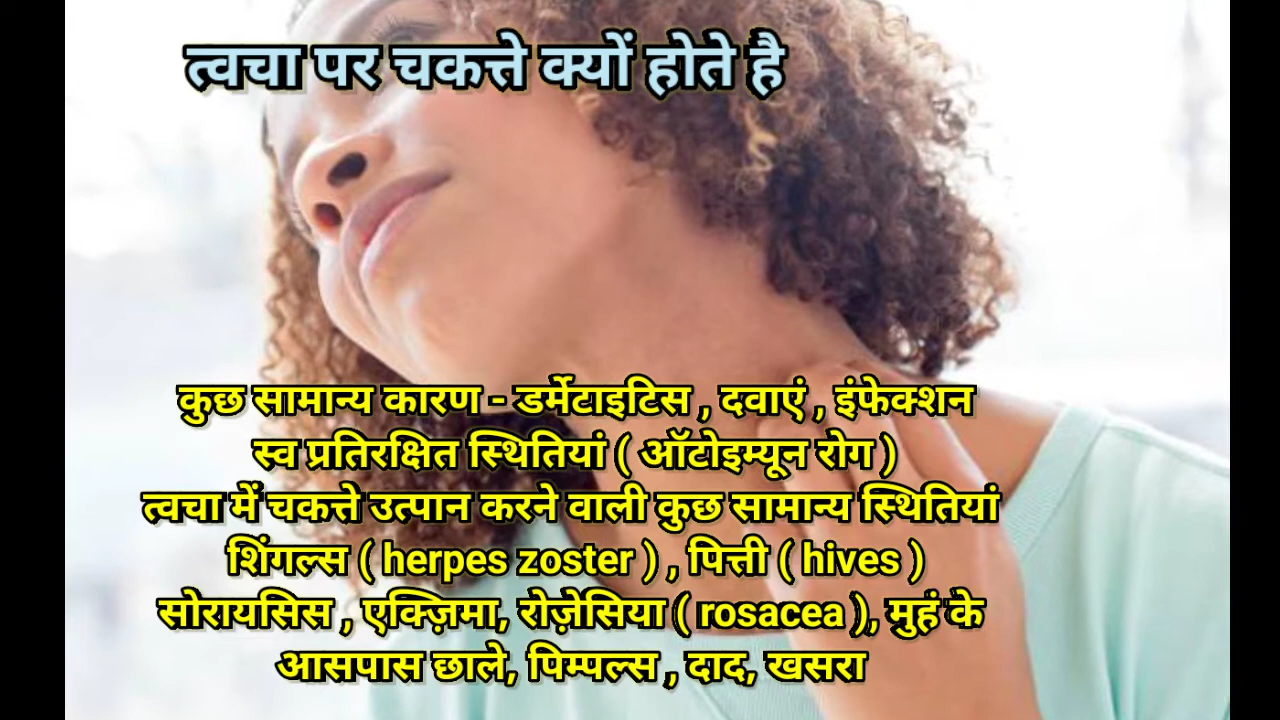 त्वचा पर चकत्ते क्यों होते है
कुछ सामान्य कारण - डर्मेटाइटिस , दवाएं , इंफेक्शन
स्व प्रतिरक्षित स्थितियां ( ऑटोइम्यून रोग )
त्वचा में चकत्ते उत्पान करने वाली कुछ सामान्य स्थितियां
शिंगल्स ( herpes zoster ) , पित्ती ( hives )
सोरायसिस , एक्ज़िमा, रोज़ेसिया ( rosacea ), मुहं के
आसपास छाले, पिम्पल्स , दाद, खसरा